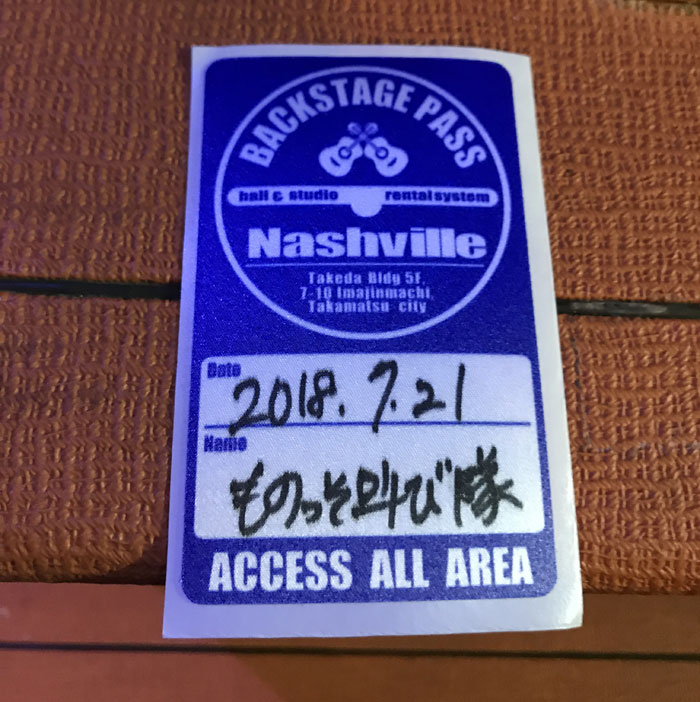 BACKSTAGE PASS
hall & studio rental system
Nashville
Takeda Bldg 5F,
7-10 Imajinmachi,
Takamatsu city
Date
2018.7.21
Name
ものっそ叫び隊
ACCESS ALL AREA